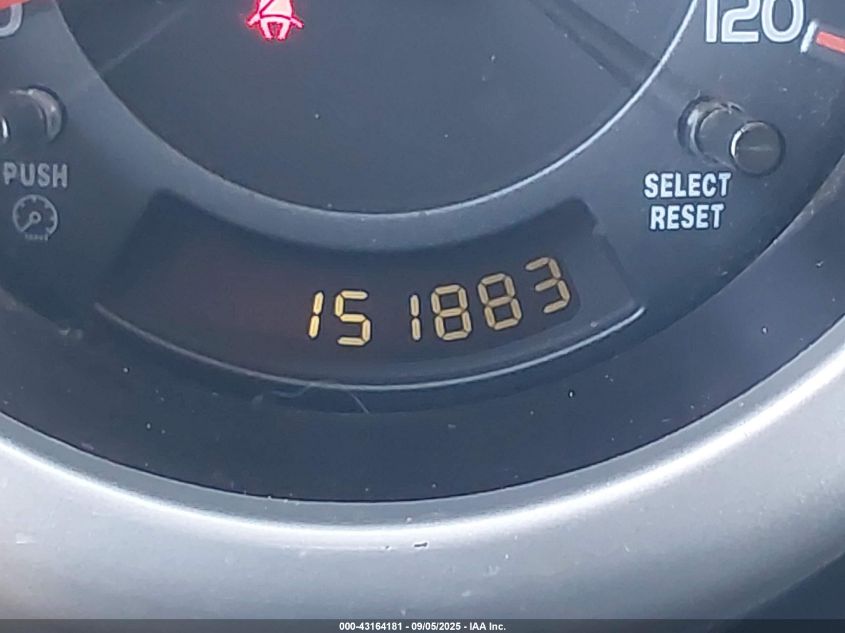 120
PUSH
SELECT
RESET
151883
000-43164181 - 09/05/2025 - IAA Inc.